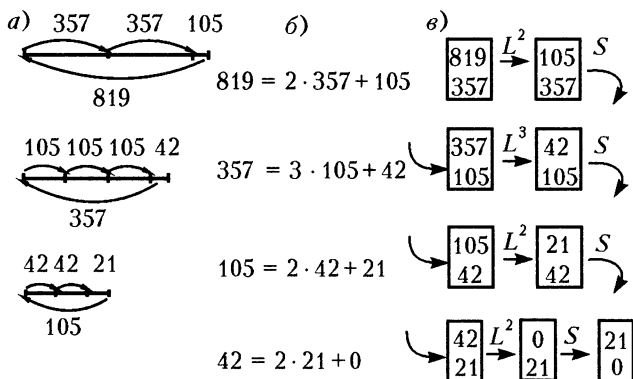 а) 357 357 105 б) в)
819
819 = 2 · 357 + 105
819 357 L² 105 357 S
105 105 105 42
357
357 = 3 · 105 + 42
357 105 L³ 42 105 S
42 42 21
105
105 = 2 · 42 + 21
105 42 L² 21 42 S
42 = 2 · 21 + 0
42 21 L² 0 21 S 21 0